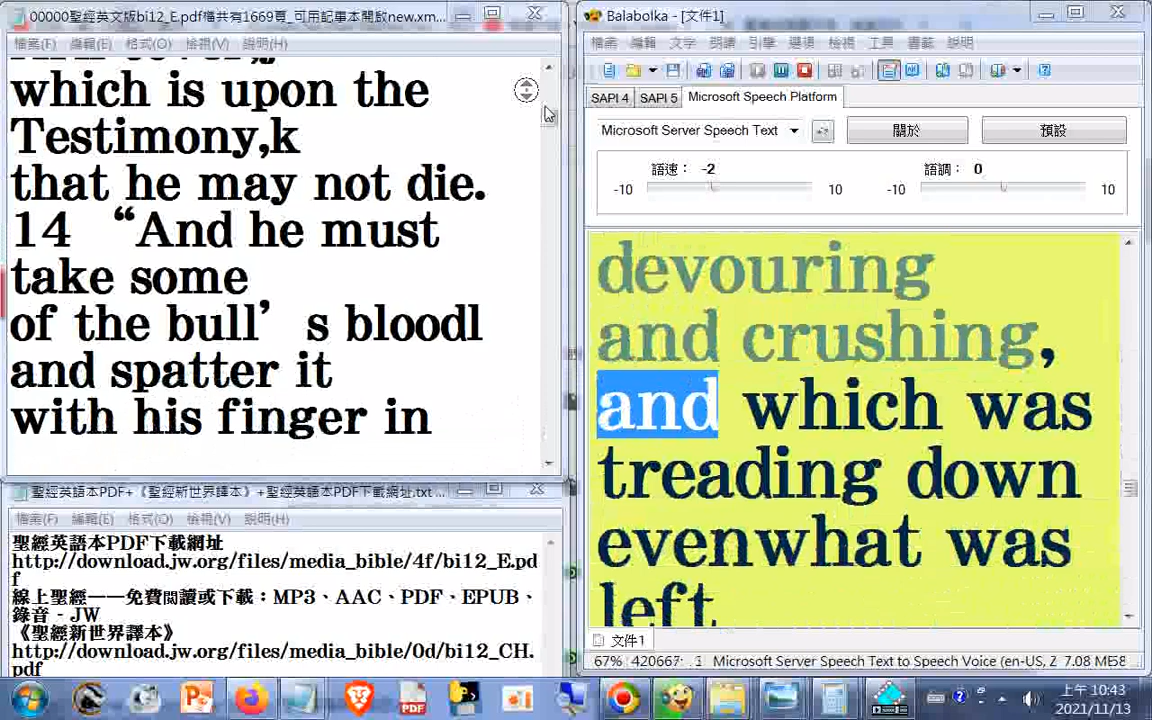 00000聖經英文版bi12_E.pdf檔共有1669頁_可用記事本開啟new.xm...
檔案(F) 編輯(E) 格式(O) 檢視(V) 說明(H)
which is upon the
Testimony,k
that he may not die.
14 “And he must
take some
of the bull’s bloodl
and spatter it
with his finger in
聖經英語本PDF+《聖經新世界譯本》+聖經英語本PDF下載網址.txt ...
檔案(F) 編輯(E) 格式(O) 檢視(V) 說明(H)
聖經英語本PDF下載網址
http://download.jw.org/files/media_bible/4f/bi12_E.pd
f
線上聖經——免費閱讀或下載：MP3、AAC、PDF、EPUB、
錄音 - JW
《聖經新世界譯本》
http://download.jw.org/files/media_bible/0d/bi12_CH.
pdf
Balabolka - [文件1]
檔案 編輯 文字 朗讀 引擎 選項 檢視 工具 書籤 說明
SAPI 4 SAPI 5 Microsoft Speech Platform
Microsoft Server Speech Text 關於 預設
語速： -2 語調： 0
-10 10 -10 10
devouring
and crushing,
and which was
treading down
evenwhat was
left
文件1
67% Microsoft Server Speech Text to Speech Voice (en-US, Z
上午 10:43
2021/11/13